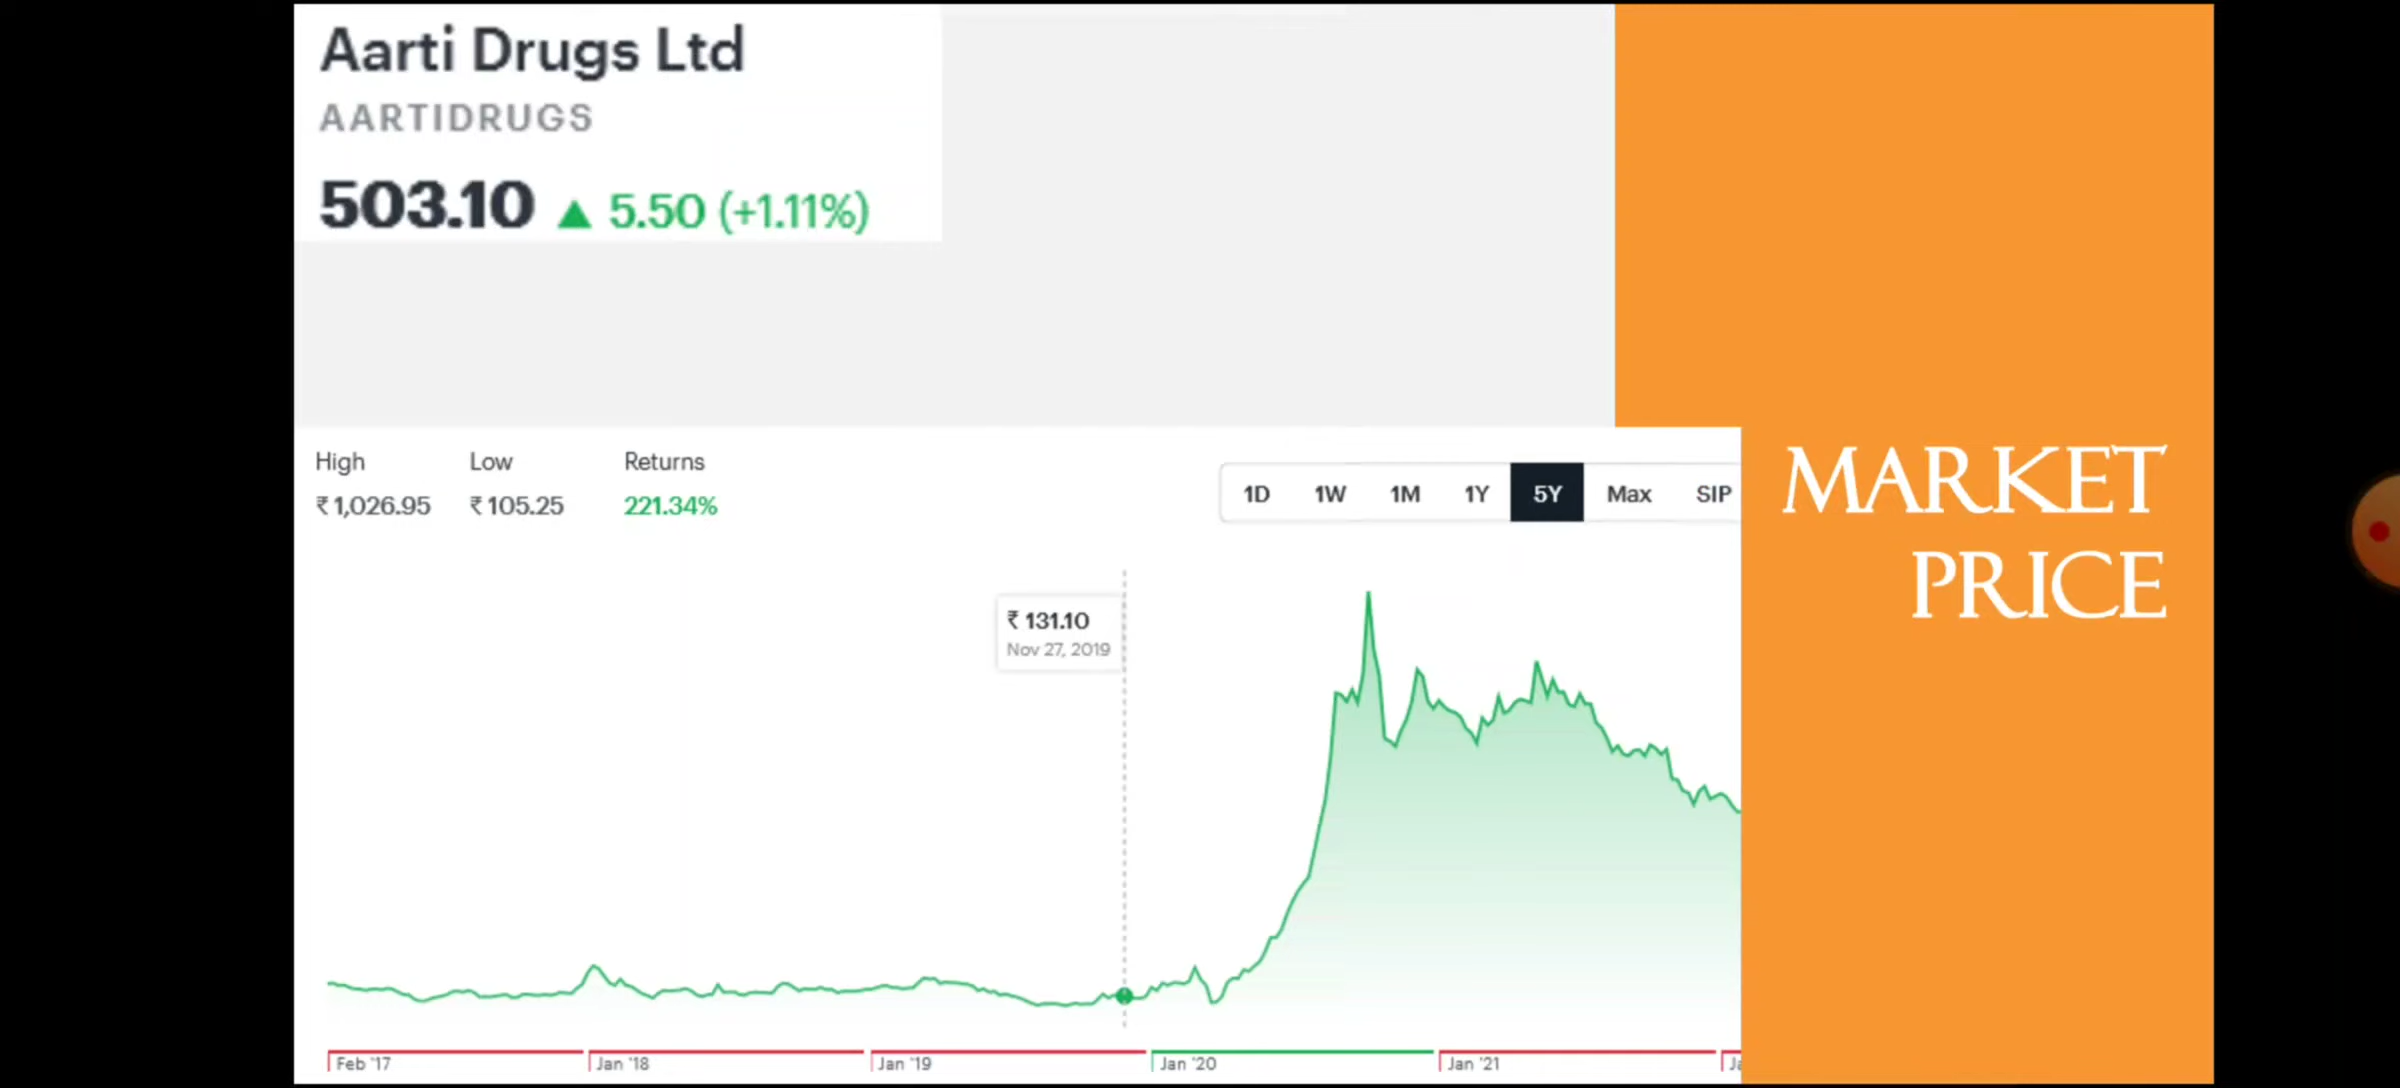 Aarti Drugs Ltd
AARTIDRUGS
503.10 ▲ 5.50 (+1.11%)
High Low Returns
₹1,026.95 ₹105.25 221.34%
1D 1W 1M 1Y 5Y Max SIP
MARKET
PRICE
₹ 131.10
Nov 27, 2019
Feb '17 Jan '18 Jan '19 Jan '20 Jan '21